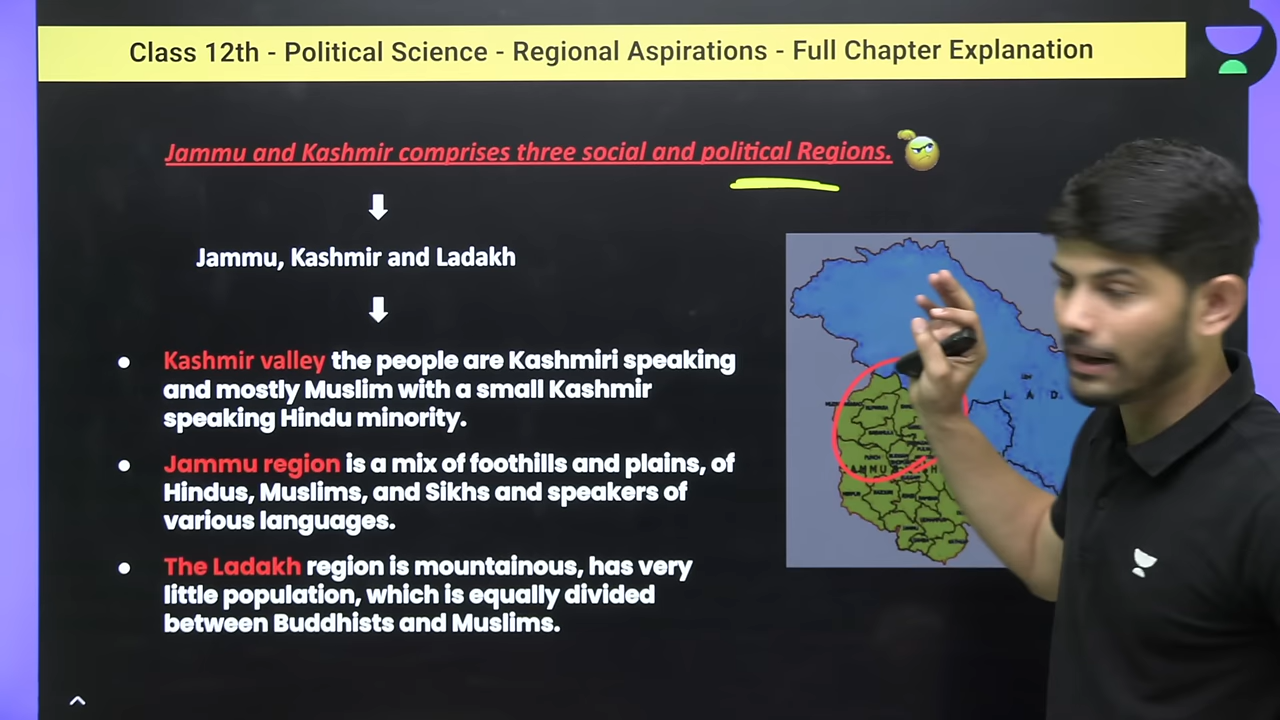 Class 12th - Political Science - Regional Aspirations - Full Chapter Explanation
Jammu and Kashmir comprises three social and political Regions.
Jammu, Kashmir and Ladakh
• Kashmir valley the people are Kashmiri speaking
and mostly Muslim with a small Kashmir
speaking Hindu minority.
• Jammu region is a mix of foothills and plains, of
Hindus, Muslims, and Sikhs and speakers of
various languages.
• The Ladakh region is mountainous, has very
little population, which is equally divided
between Buddhists and Muslims.
L A D